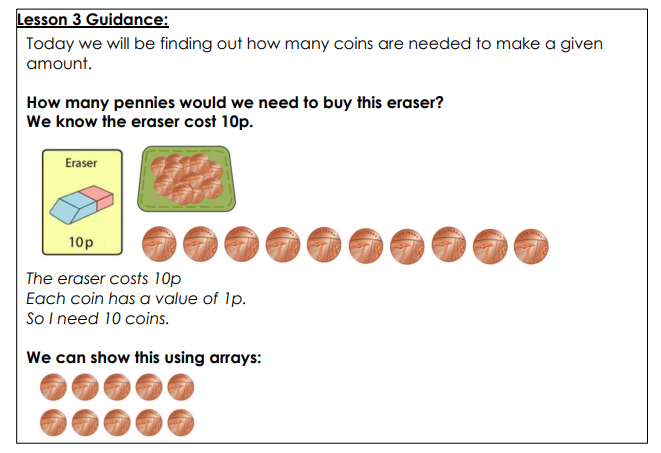 Lesson 3 Guidance:
Today we will be finding out how many coins are needed to make a given
amount.
How many pennies would we need to buy this eraser?
We know the eraser cost 10p.
Eraser
10p
The eraser costs 10p
Each coin has a value of 1p.
So I need 10 coins.
We can show this using arrays: